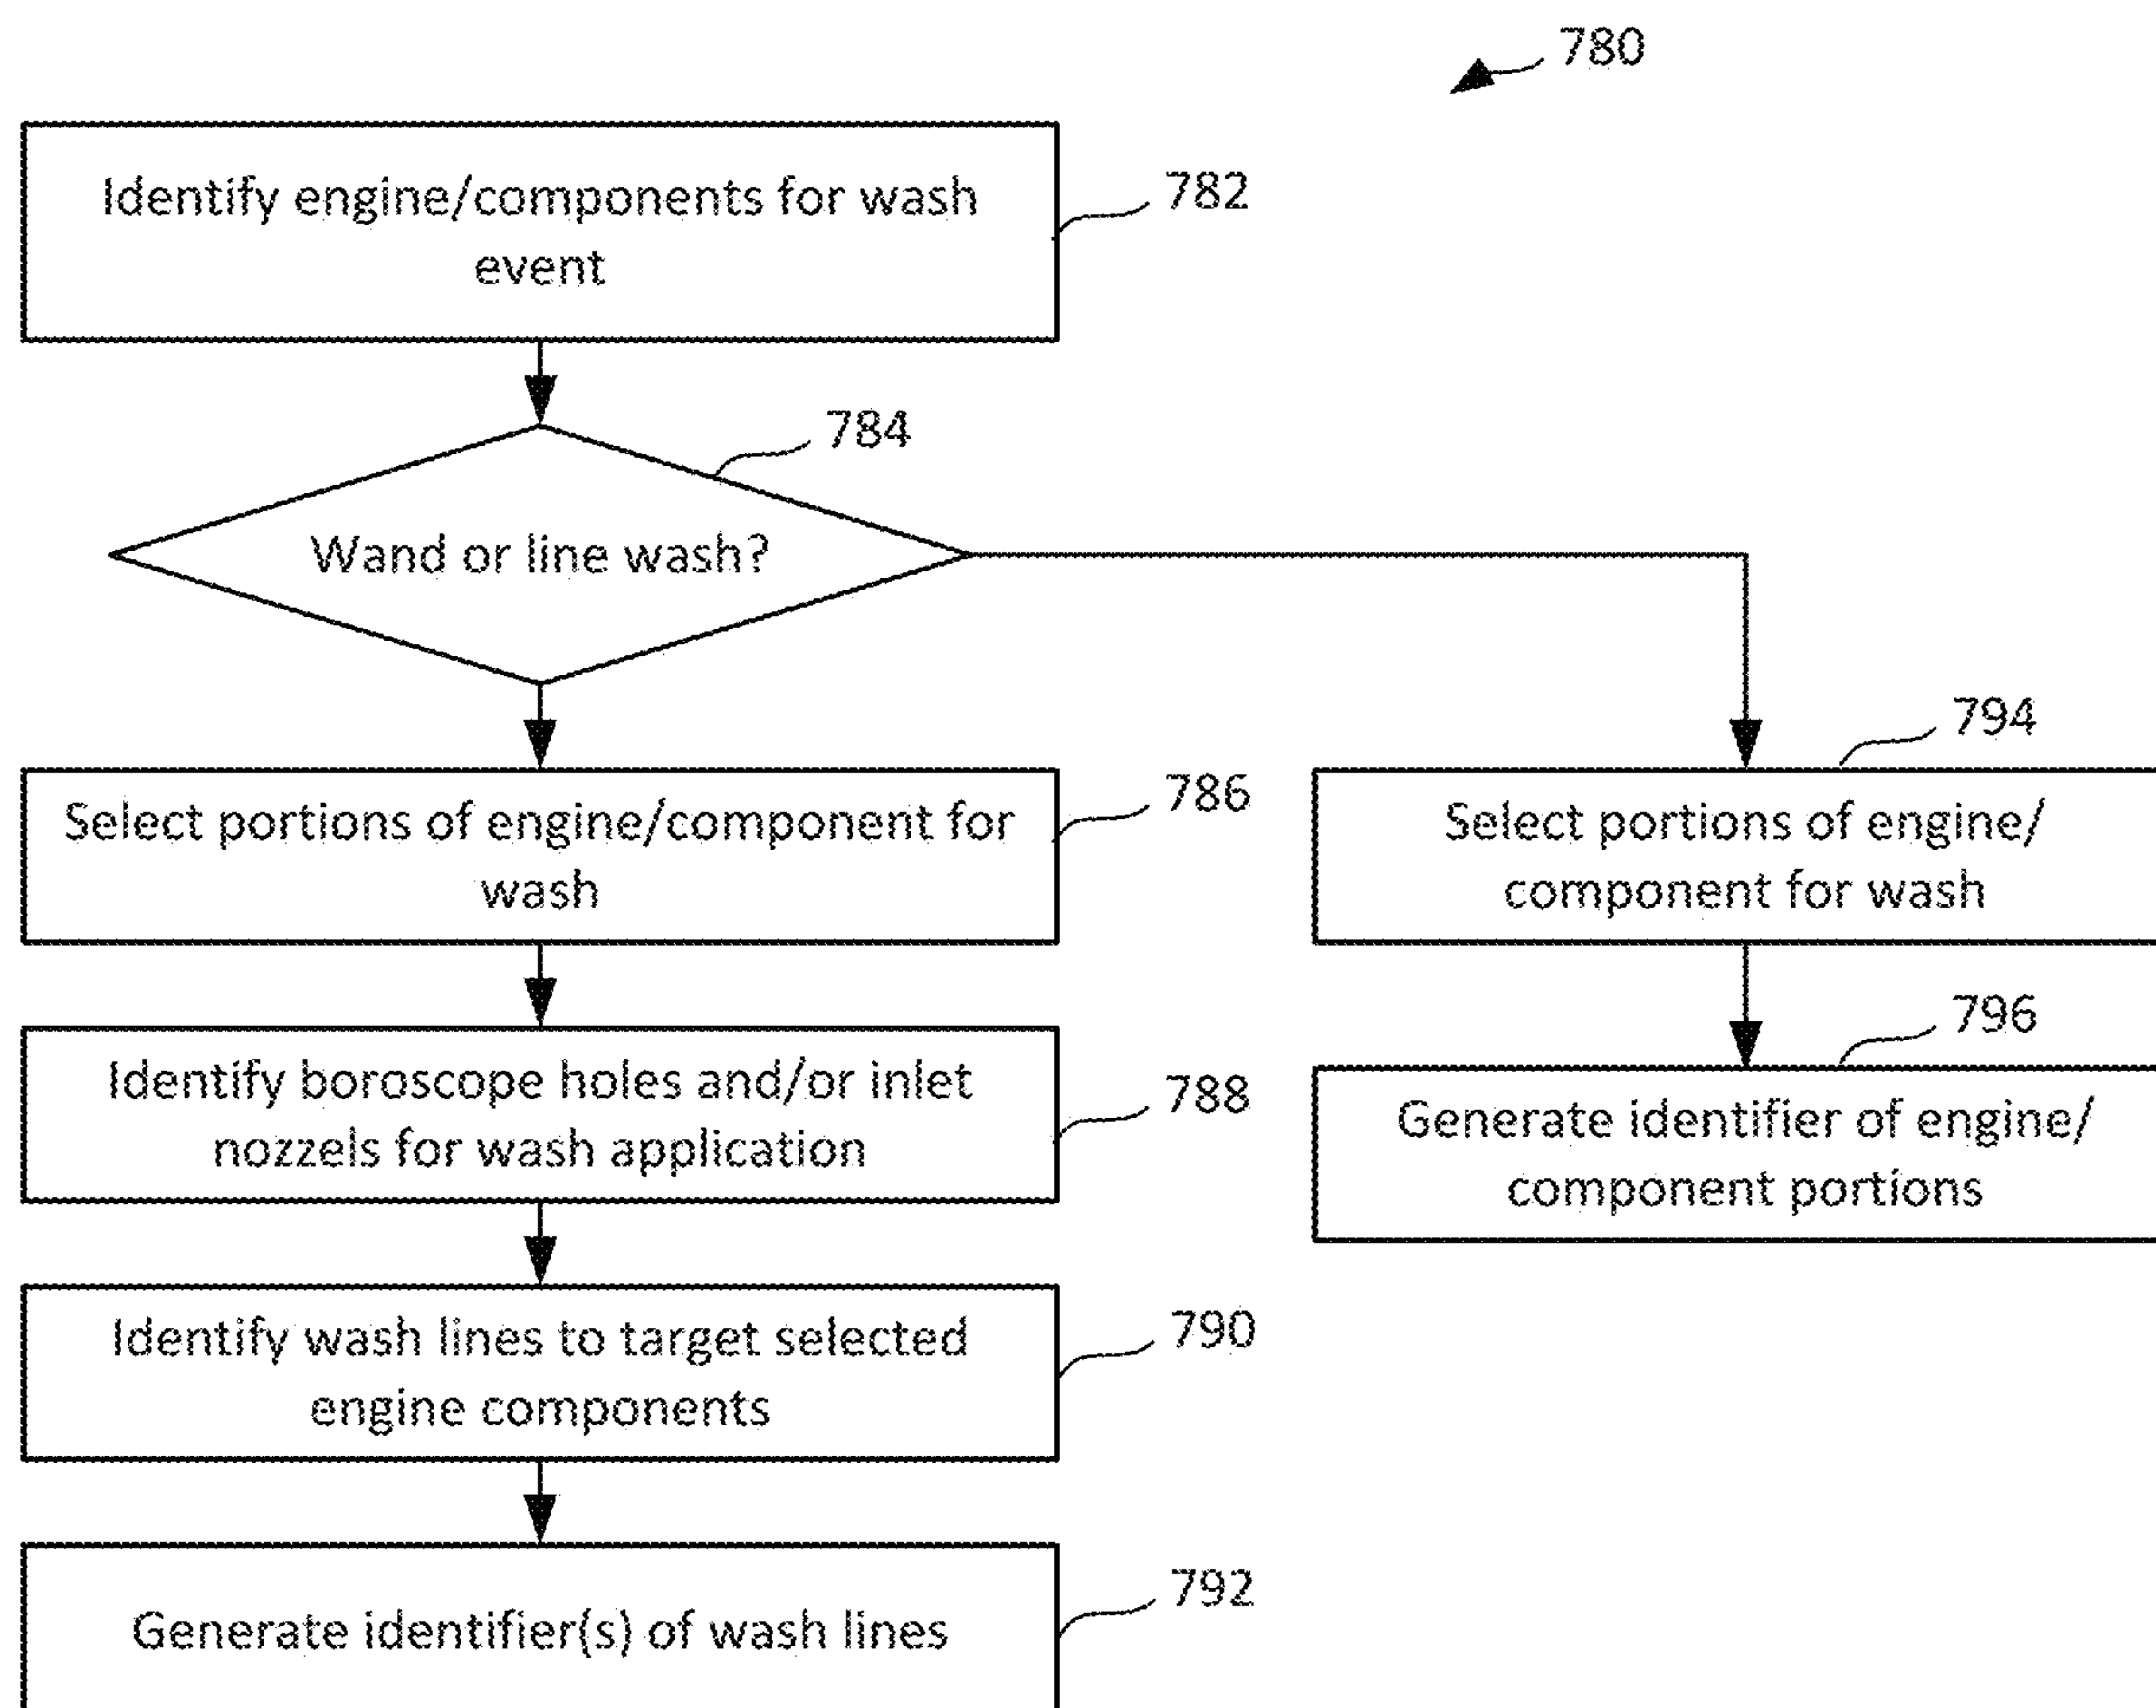 780
Identify engine/components for wash
event
782
784
Wand or line wash?
Select portions of engine/component for
wash
786
794
Select portions of engine/
component for wash
Identify boroscope holes and/or inlet
nozzels for wash application
788
796
Generate identifier of engine/
component portions
Identify wash lines to target selected
engine components
790
Generate identifier(s) of wash lines
792